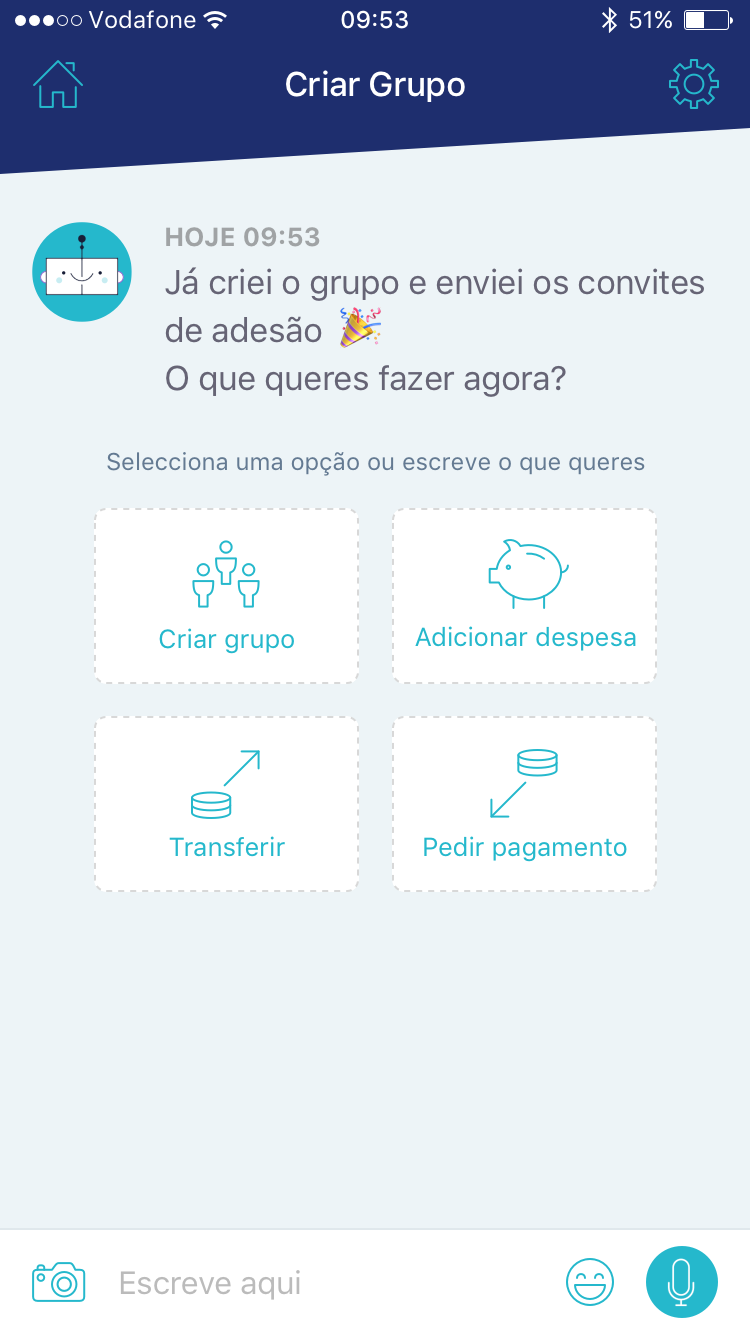 Vodafone 09:53 51%
Criar Grupo
HOJE 09:53
Já criei o grupo e enviei os convites
de adesão 🎉
O que queres fazer agora?
Selecciona uma opção ou escreve o que queres
Criar grupo
Adicionar despesa
Transferir
Pedir pagamento
Escreve aqui